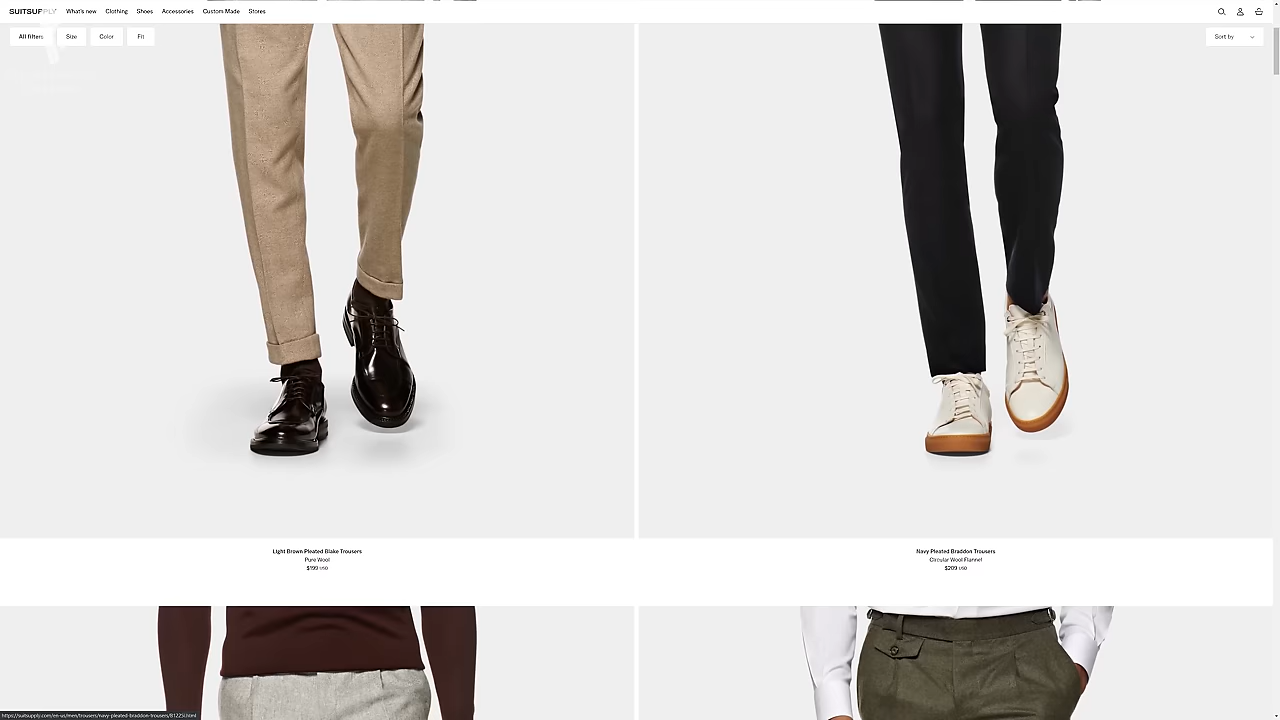 SUITSUPPLY What's new Clothing Shoes Accessories Custom Made Stores
All filters Size Color Fit Sort by
Light Brown Pleated Blake Trousers
Pure Wool
$199 USD
Navy Pleated Braddon Trousers
Circular Wool Flannel
$209 USD
https://suitsupply.com/en-us/men/trousers/navy-pleated-braddon-trousers/B1225I.html